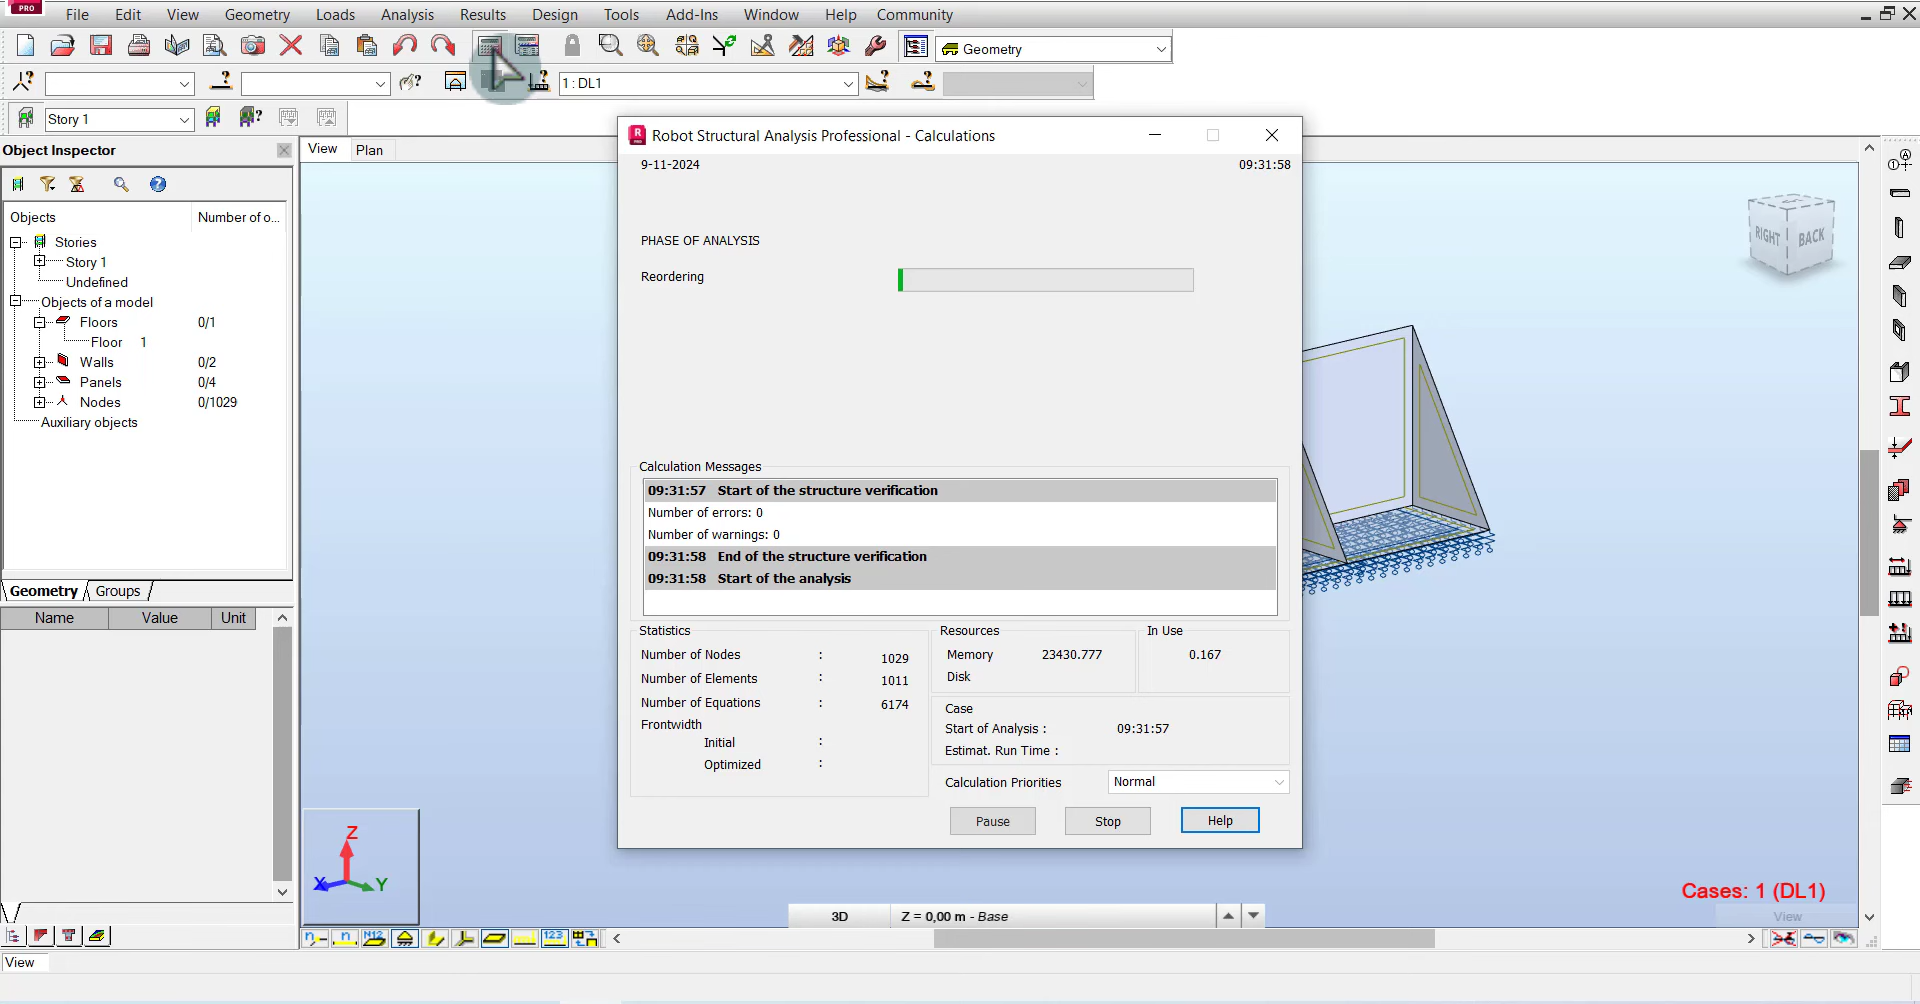 PRO
File Edit View Geometry Loads Analysis Results Design Tools Add-Ins Window Help Community
Geometry
1 : DL1
Story 1
Object Inspector
View Plan
Robot Structural Analysis Professional - Calculations
9-11-2024 09:31:58
PHASE OF ANALYSIS
Reordering
Objects Number of o...
Stories
Story 1
Undefined
Objects of a model
Floors 0/1
Floor 1
Walls 0/2
Panels 0/4
Nodes 0/1029
Auxiliary objects
RIGHT BACK
Calculation Messages
09:31:57 Start of the structure verification
Number of errors: 0
Number of warnings: 0
09:31:58 End of the structure verification
09:31:58 Start of the analysis
Geometry Groups
Name Value Unit
Statistics
Number of Nodes : 1029
Number of Elements : 1011
Number of Equations : 6174
Frontwidth
Initial :
Optimized :
Resources In Use
Memory 23430.777 0.167
Disk
Case
Start of Analysis : 09:31:57
Estimat. Run Time :
Calculation Priorities Normal
Pause Stop Help
Z
X Y
Cases: 1 (DL1)
3D Z = 0,00 m - Base
View
View